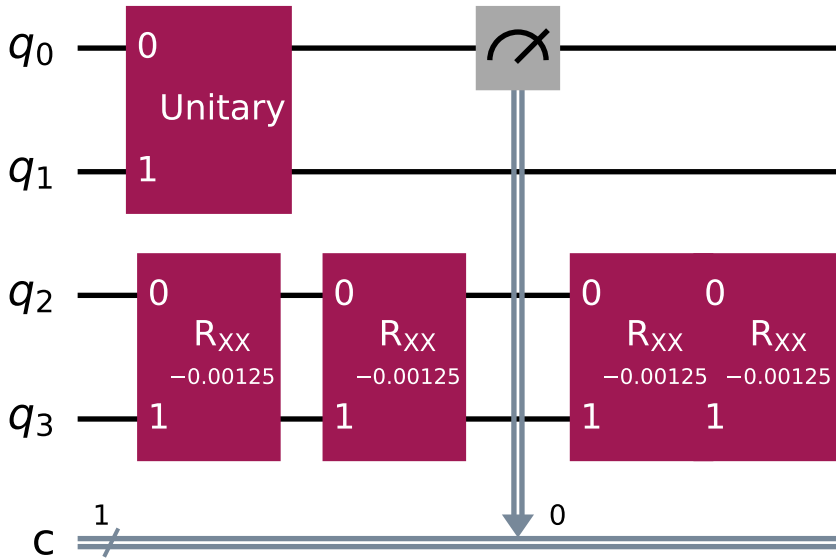 q0 0
Unitary
q1 1
q2 0 0 0 0
RXX RXX RXX RXX
−0.00125 −0.00125 −0.00125 −0.00125
q3 1 1 1 1
1 0
c